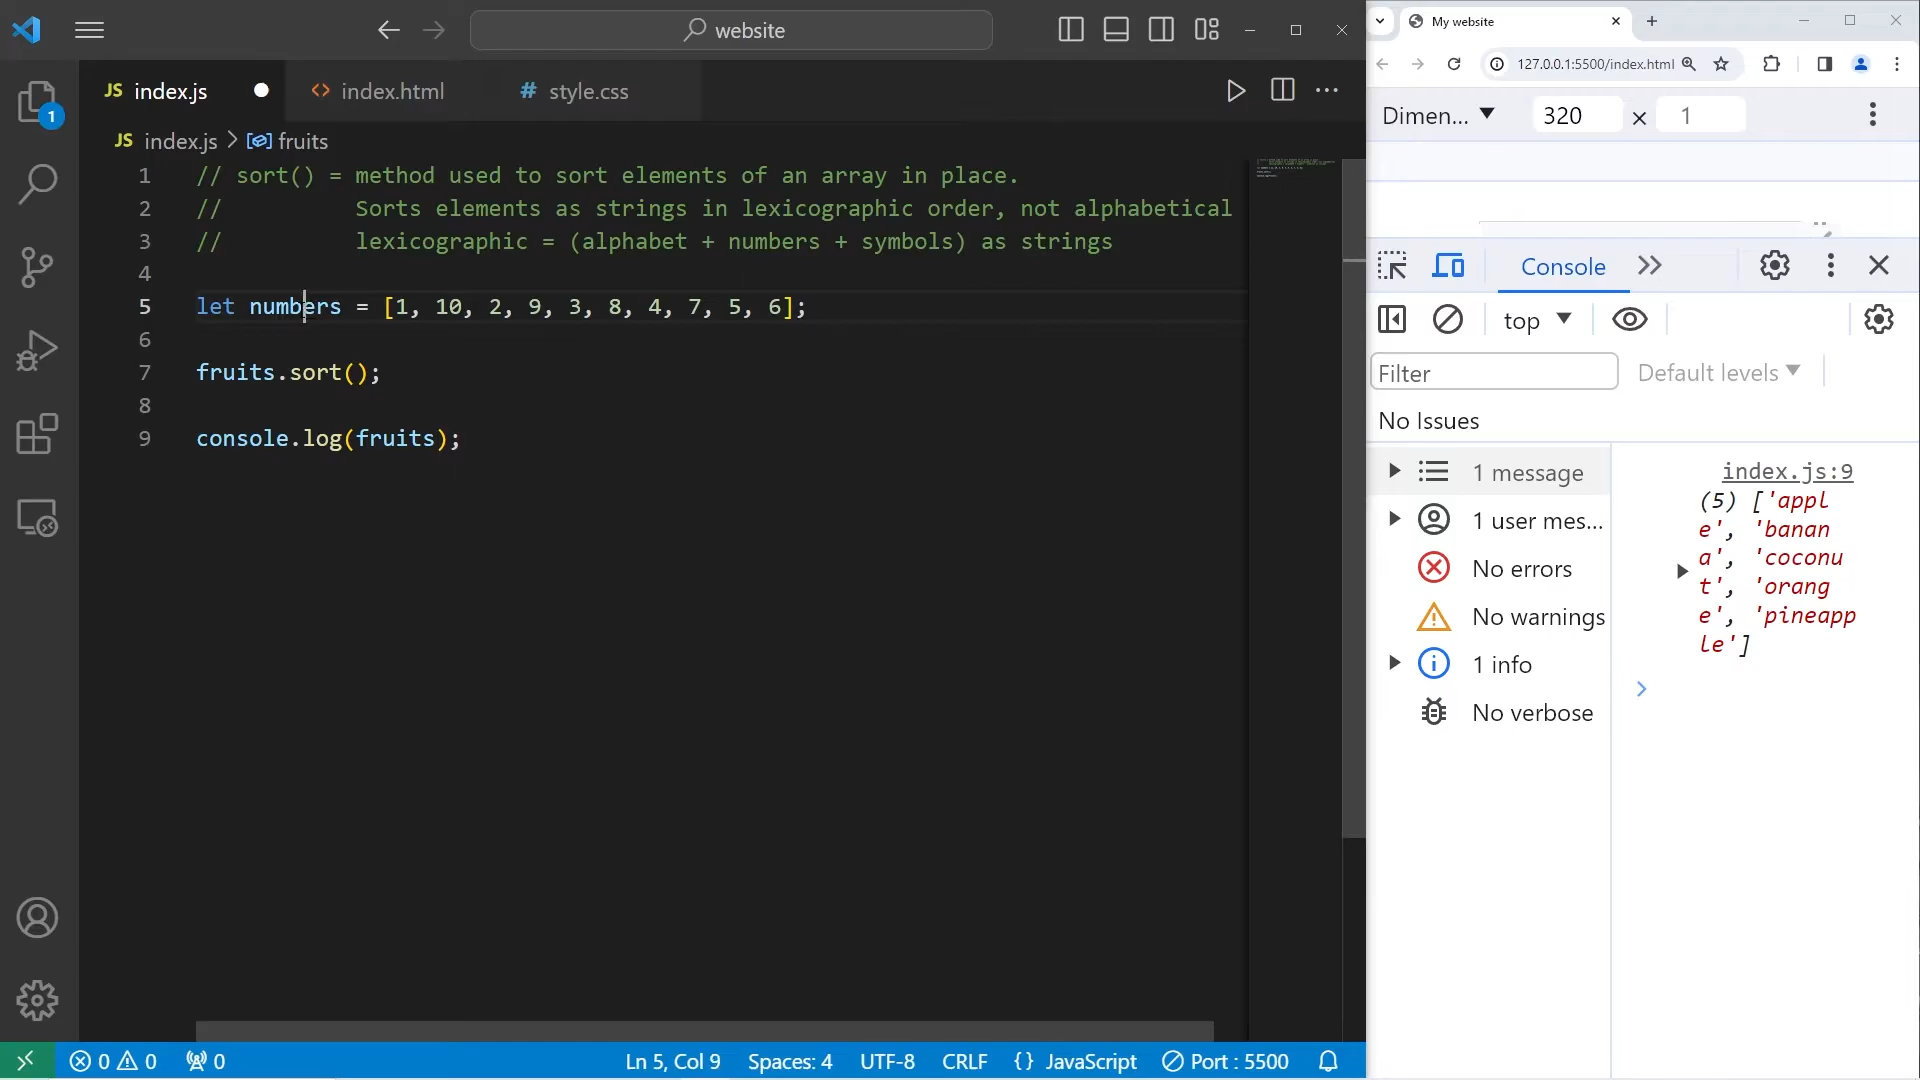 website
JS index.js
<> index.html
# style.css
1
JS index.js > fruits
1 // sort() = method used to sort elements of an array in place.
2 // Sorts elements as strings in lexicographic order, not alphabetical
3 // lexicographic = (alphabet + numbers + symbols) as strings
4
5 let numbers = [1, 10, 2, 9, 3, 8, 4, 7, 5, 6];
6
7 fruits.sort();
8
9 console.log(fruits);
0 0 0
Ln 5, Col 9 Spaces: 4 UTF-8 CRLF {} JavaScript Port : 5500
My website
127.0.0.1:5500/index.html
Dimen... 320 × 1
Console
top
Filter
Default levels
No Issues
1 message
1 user mes...
No errors
No warnings
1 info
No verbose
index.js:9
(5) ['appl
e', 'banan
a', 'coconu
t', 'orang
e', 'pineapp
le']